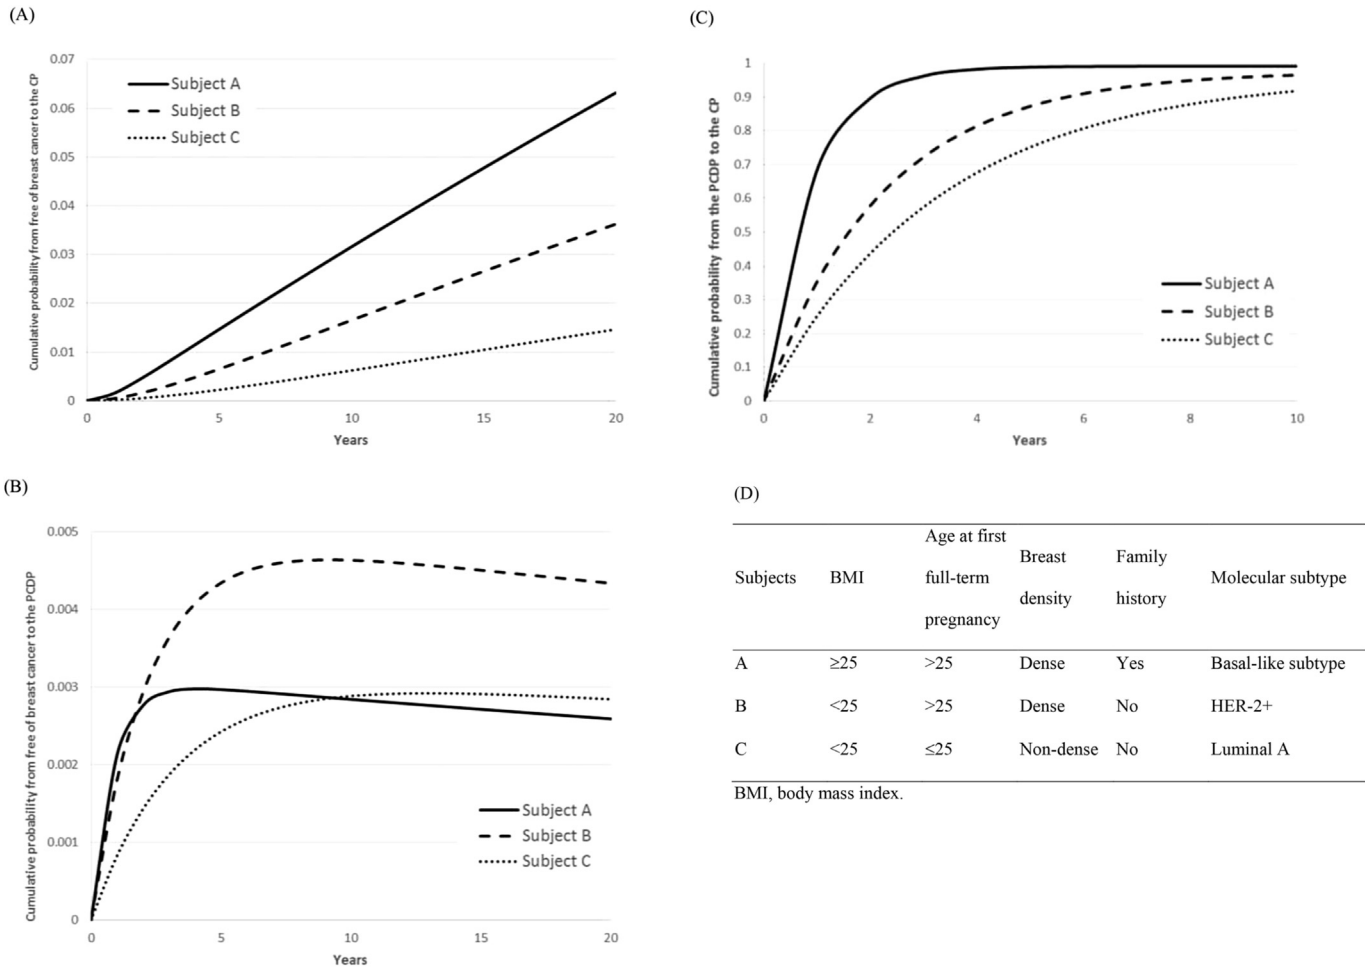 (A)
Cumulative probability from free of breast cancer to the CP
0.07
0.06
0.05
0.04
0.03
0.02
0.01
0
Subject A
Subject B
Subject C
0 5 10 15 20
Years
(C)
Cumulative probability from the PCDP to the CP
1
0.9
0.8
0.7
0.6
0.5
0.4
0.3
0.2
0.1
0
Subject A
Subject B
Subject C
0 2 4 6 8 10
Years
(B)
Cumulative probability from free of breast cancer to the PCDP
0.005
0.004
0.003
0.002
0.001
0
Subject A
Subject B
Subject C
0 5 10 15 20
Years
(D)
Subjects BMI Age at first full-term pregnancy Breast density Family history Molecular subtype
A ≥25 >25 Dense Yes Basal-like subtype
B <25 >25 Dense No HER-2+
C <25 ≤25 Non-dense No Luminal A
BMI, body mass index.